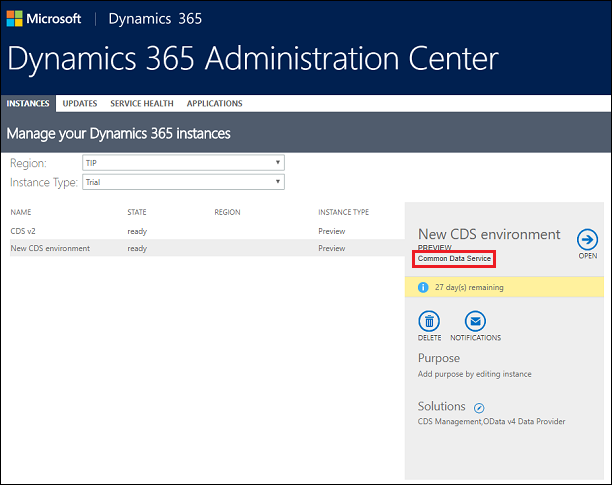 Microsoft Dynamics 365
Dynamics 365 Administration Center
INSTANCES UPDATES SERVICE HEALTH APPLICATIONS
Manage your Dynamics 365 instances
Region: TIP
Instance Type: Trial
NAME STATE REGION INSTANCE TYPE
CDS v2 ready Preview
New CDS environment ready Preview
New CDS environment
PREVIEW
Common Data Service
OPEN
27 day(s) remaining
DELETE NOTIFICATIONS
Purpose
Add purpose by editing instance
Solutions
CDS Management,OData v4 Data Provider